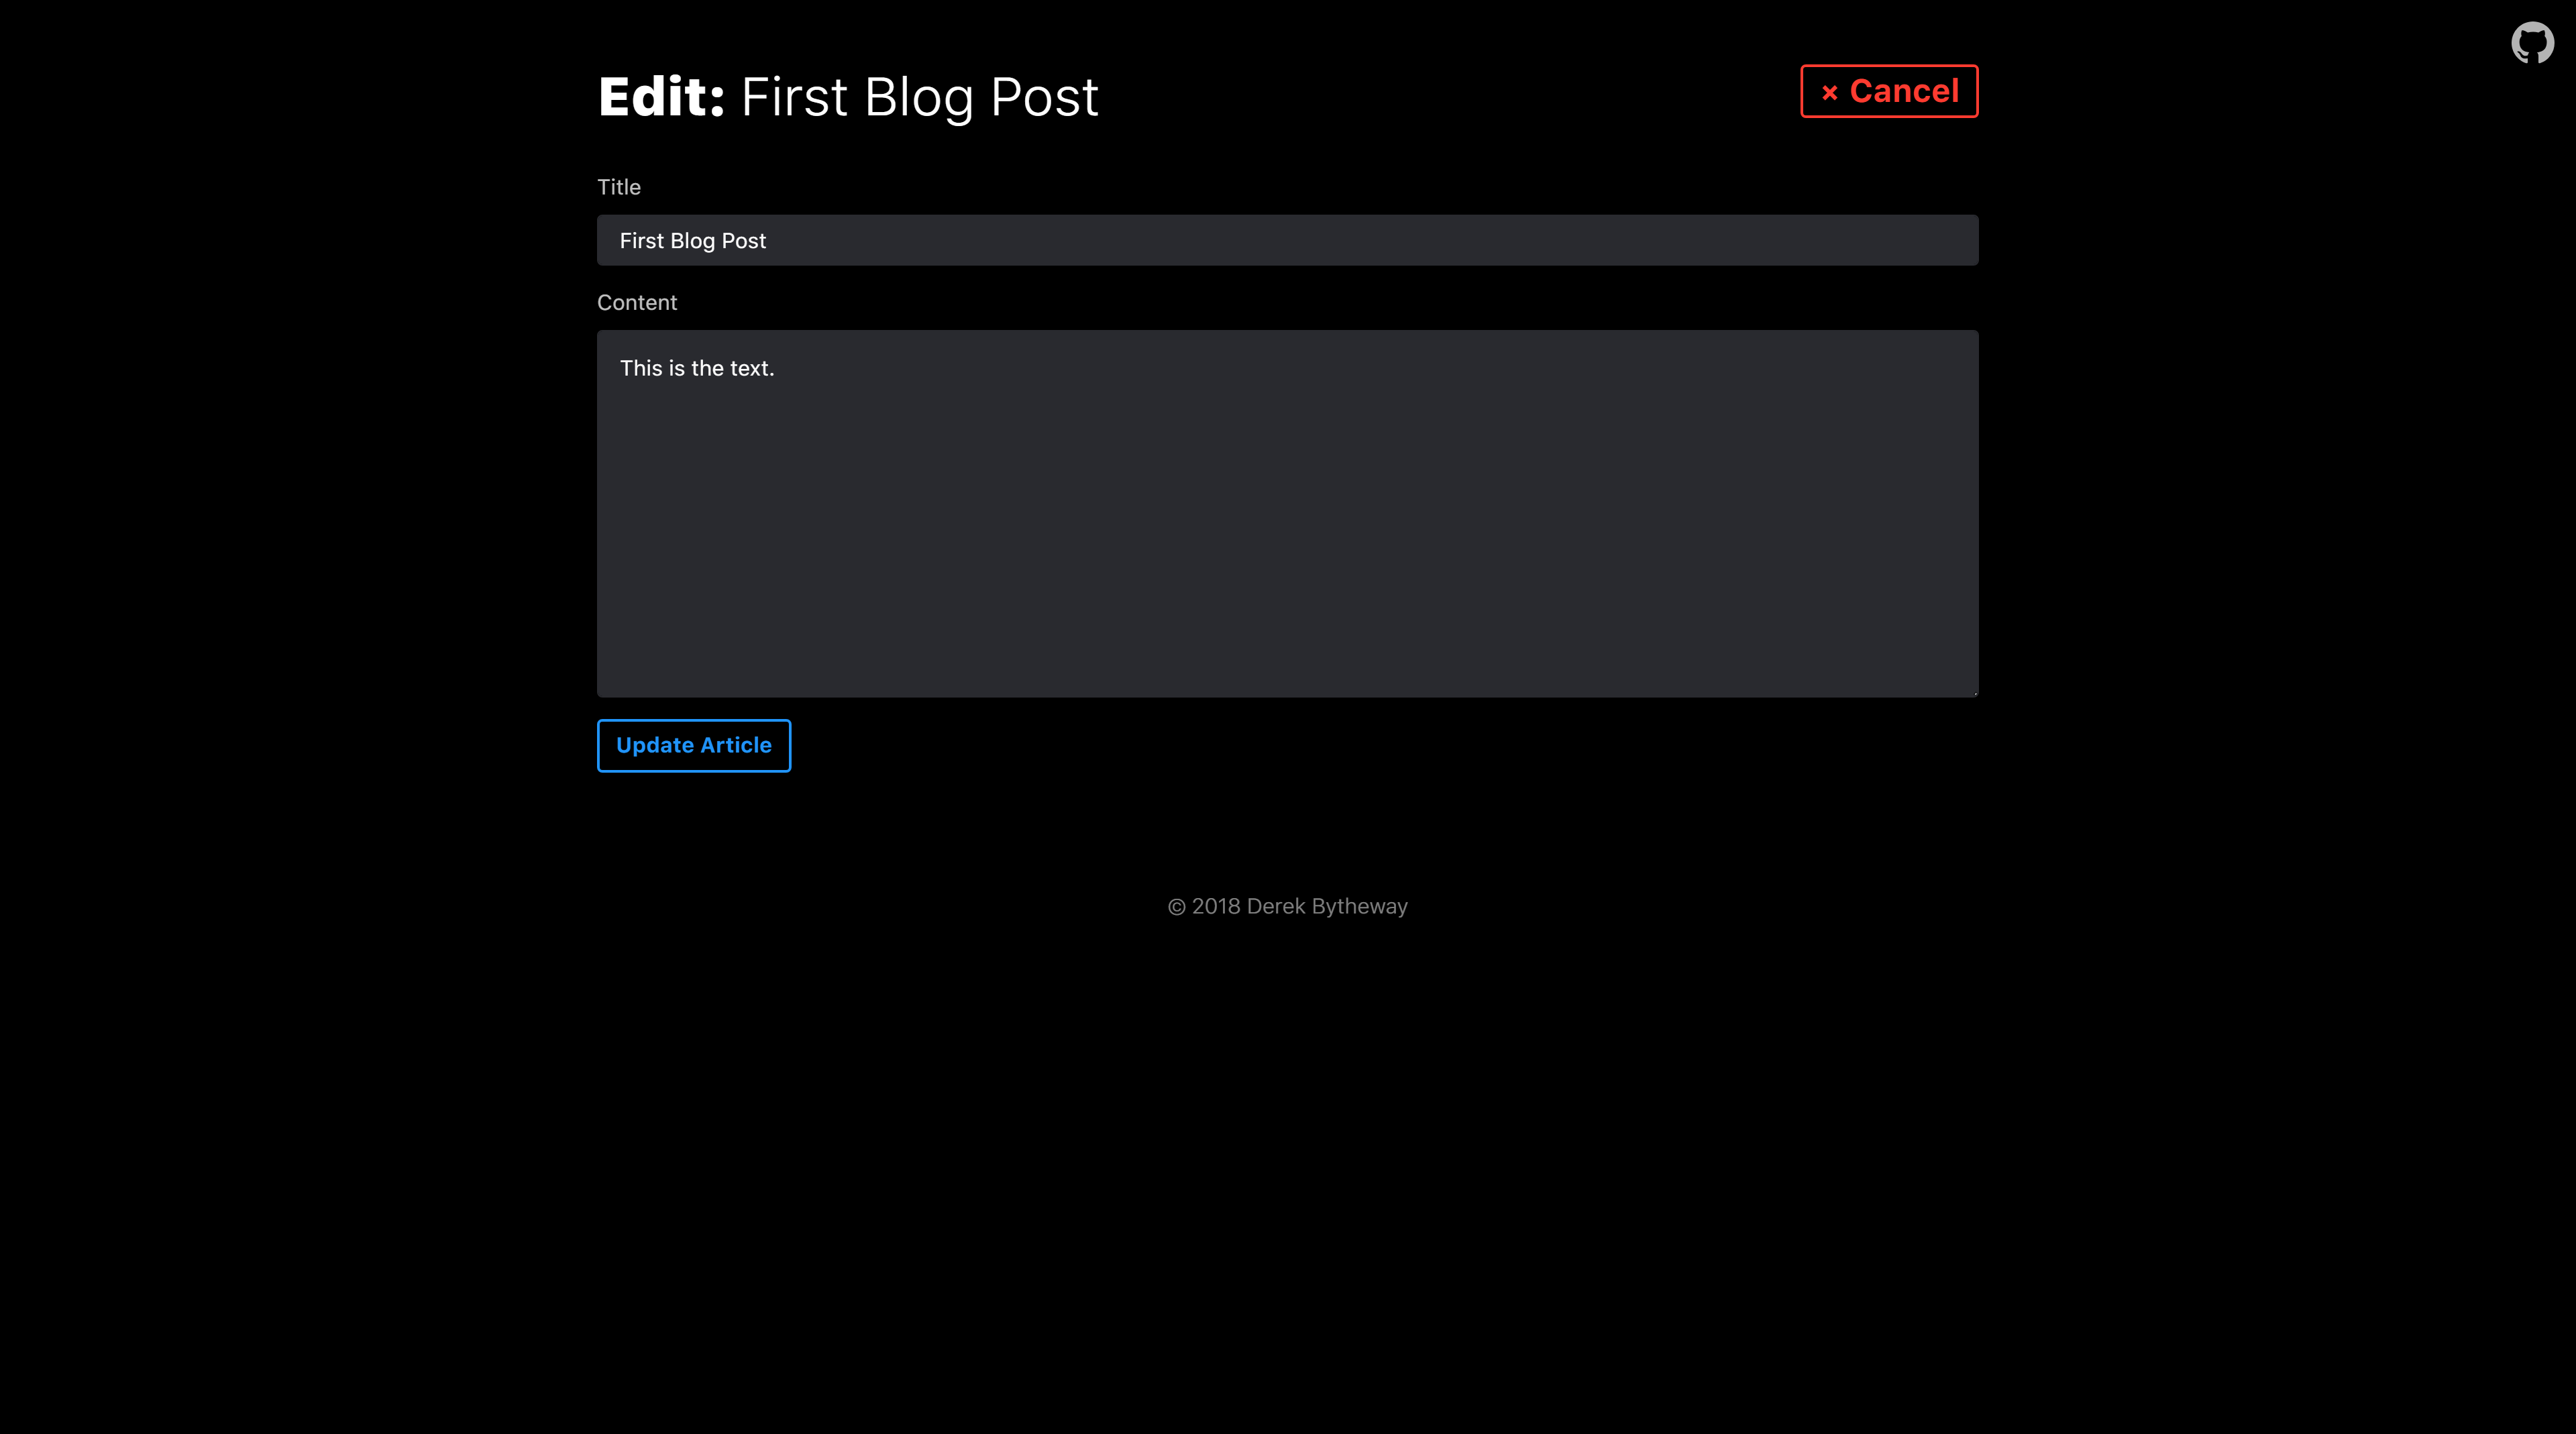 Edit: First Blog Post
× Cancel
Title
First Blog Post
Content
This is the text.
Update Article
© 2018 Derek Bytheway